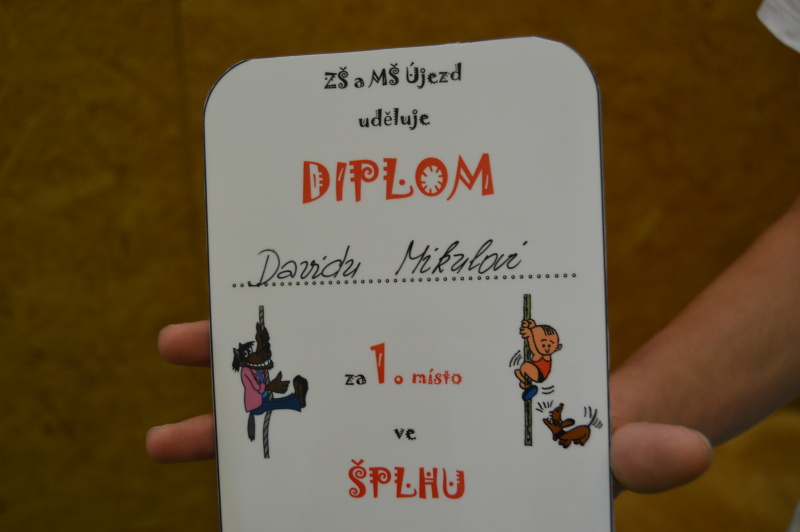 ZŠ a MŠ Újezd
uděluje
DIPLOM
Davidu Mikulovi
za 1. místo
ve
ŠPLHU